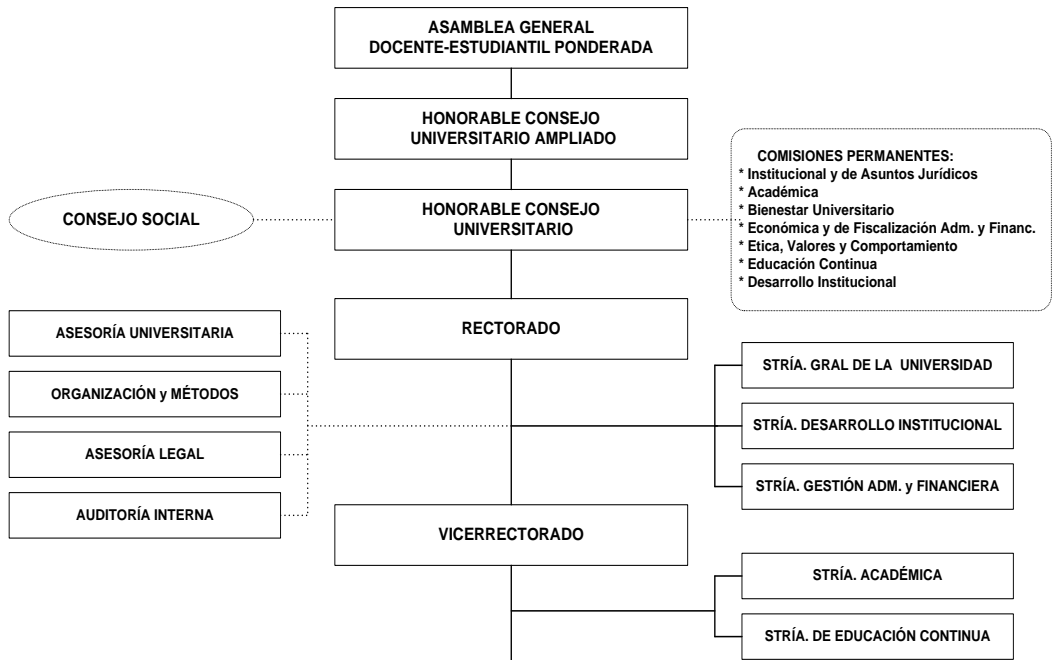 ASAMBLEA GENERAL
DOCENTE-ESTUDIANTIL PONDERADA
HONORABLE CONSEJO
UNIVERSITARIO AMPLIADO
COMISIONES PERMANENTES:
* Institucional y de Asuntos Jurídicos
* Académica
* Bienestar Universitario
* Económica y de Fiscalización Adm. y Financ.
* Etica, Valores y Comportamiento
* Educación Continua
* Desarrollo Institucional
CONSEJO SOCIAL
HONORABLE CONSEJO
UNIVERSITARIO
RECTORADO
ASESORÍA UNIVERSITARIA
ORGANIZACIÓN y MÉTODOS
ASESORÍA LEGAL
AUDITORÍA INTERNA
STRÍA. GRAL DE LA UNIVERSIDAD
STRÍA. DESARROLLO INSTITUCIONAL
STRÍA. GESTIÓN ADM. y FINANCIERA
VICERRECTORADO
STRÍA. ACADÉMICA
STRÍA. DE EDUCACIÓN CONTINUA